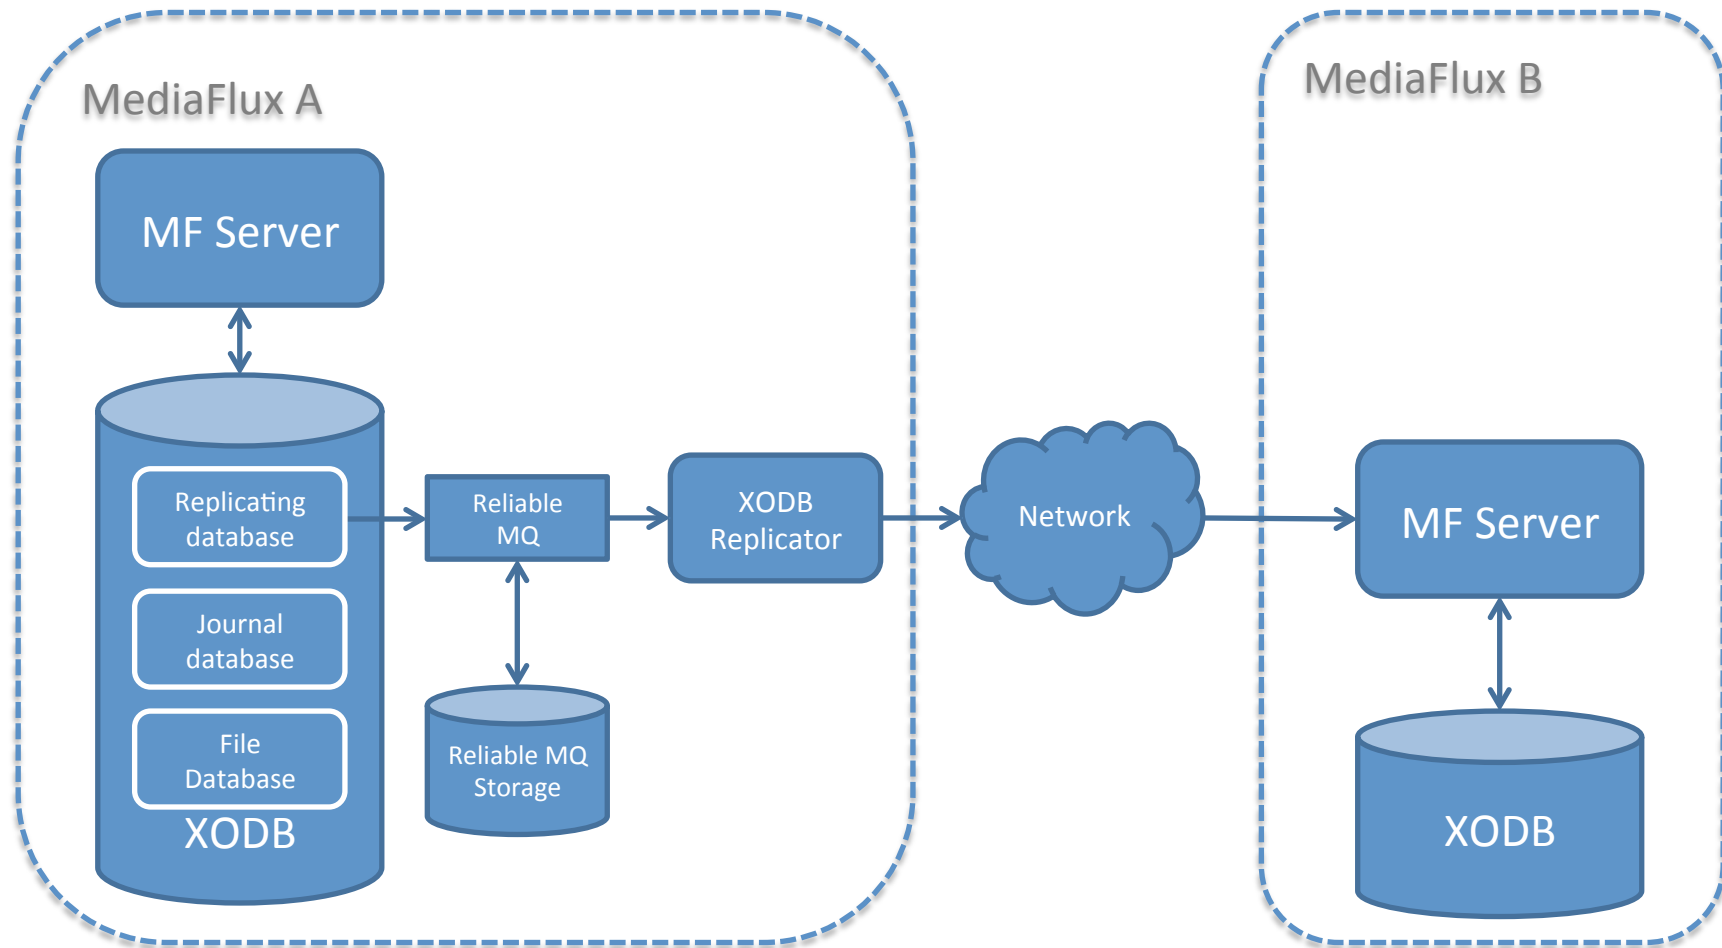 MediaFlux A
MediaFlux B
MF Server
Replicating
database
Journal
database
File
Database
XODB
Reliable
MQ
Reliable MQ
Storage
XODB
Replicator
Network
MF Server
XODB